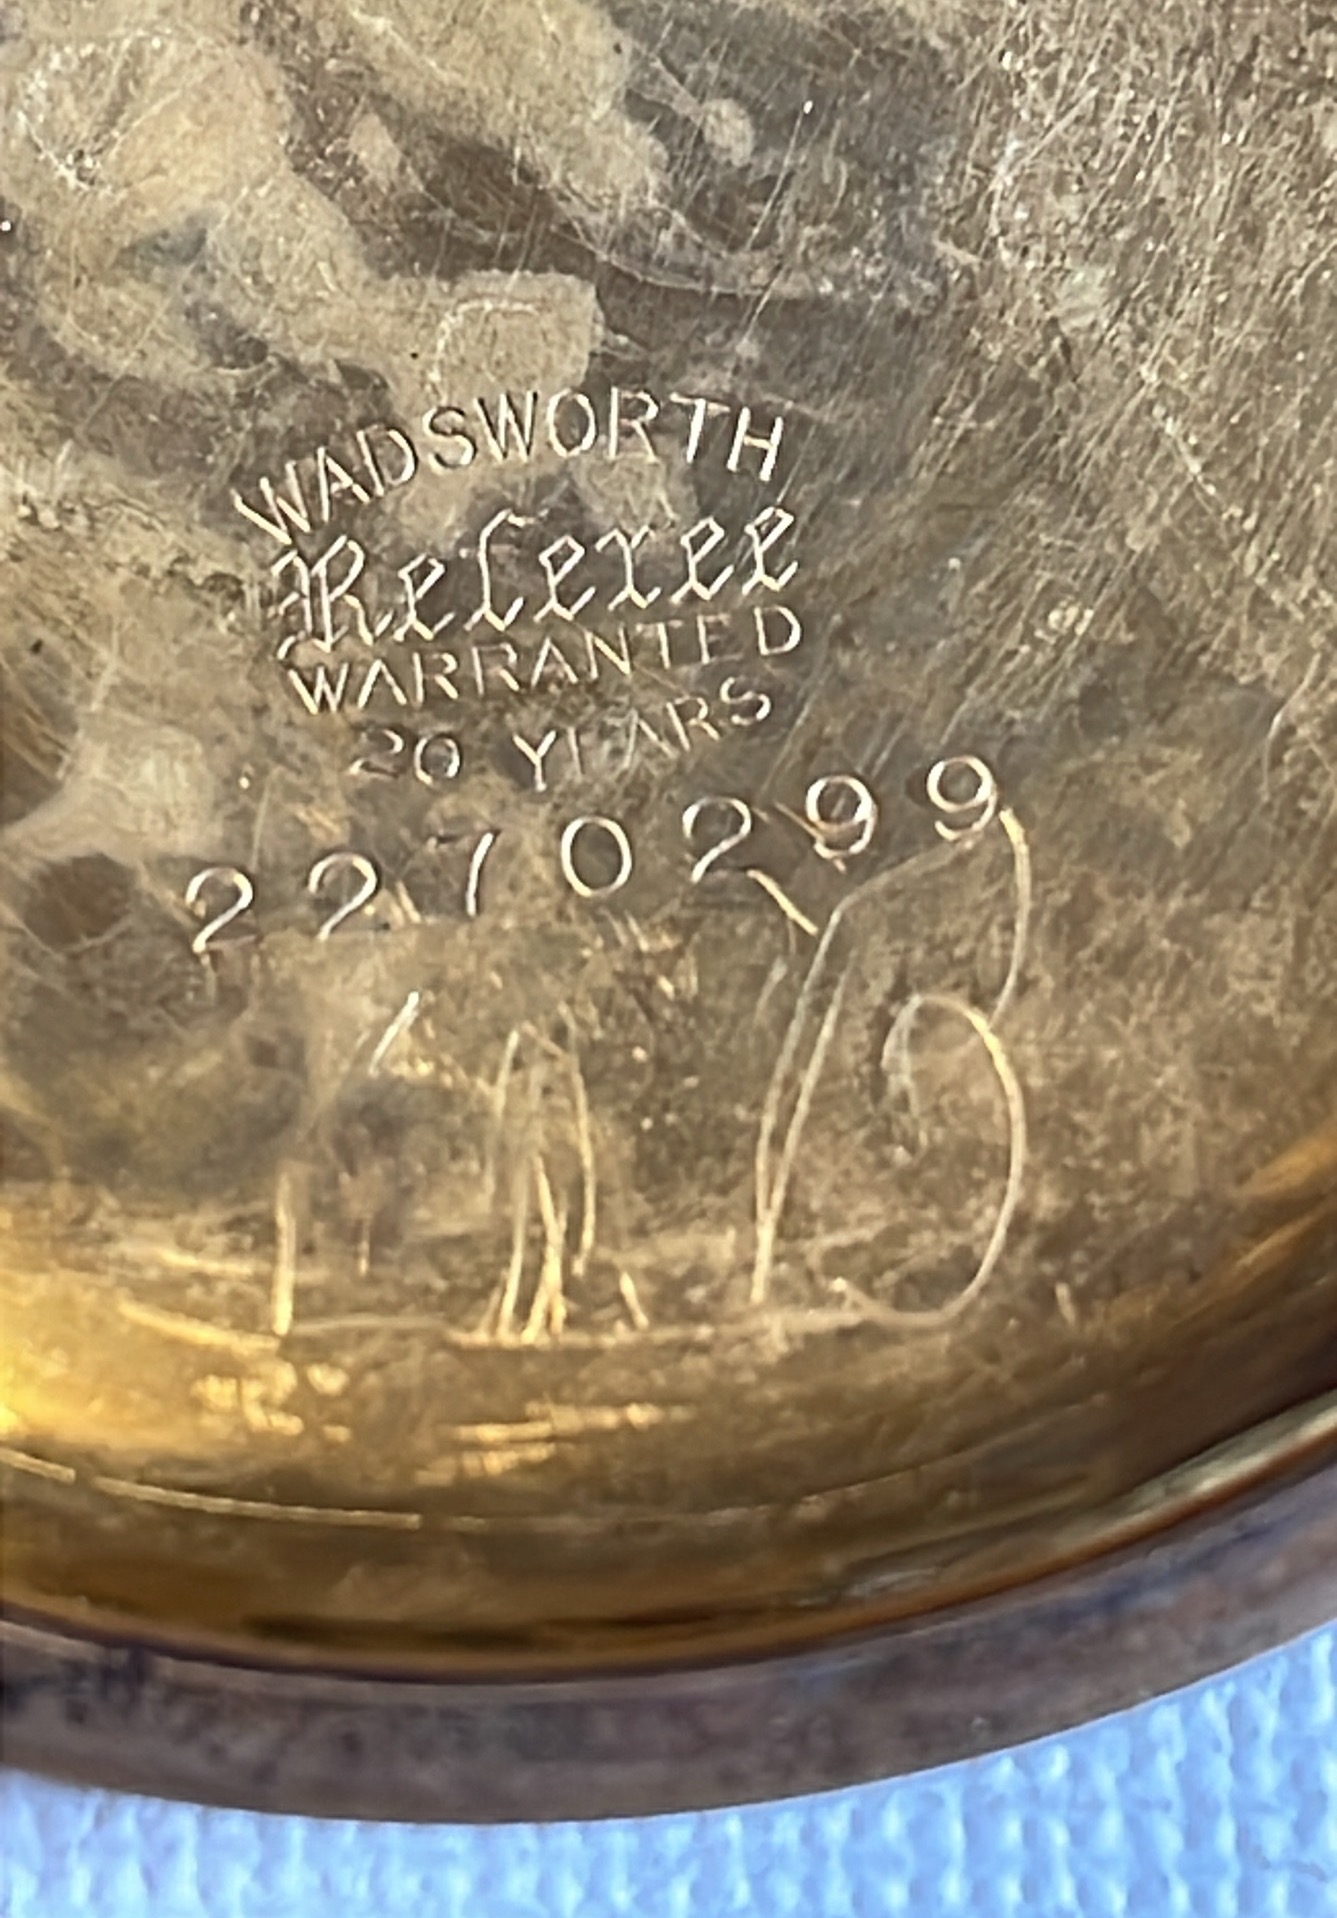 WADSWORTH
Referee
WARRANTED
20 YEARS
2270299